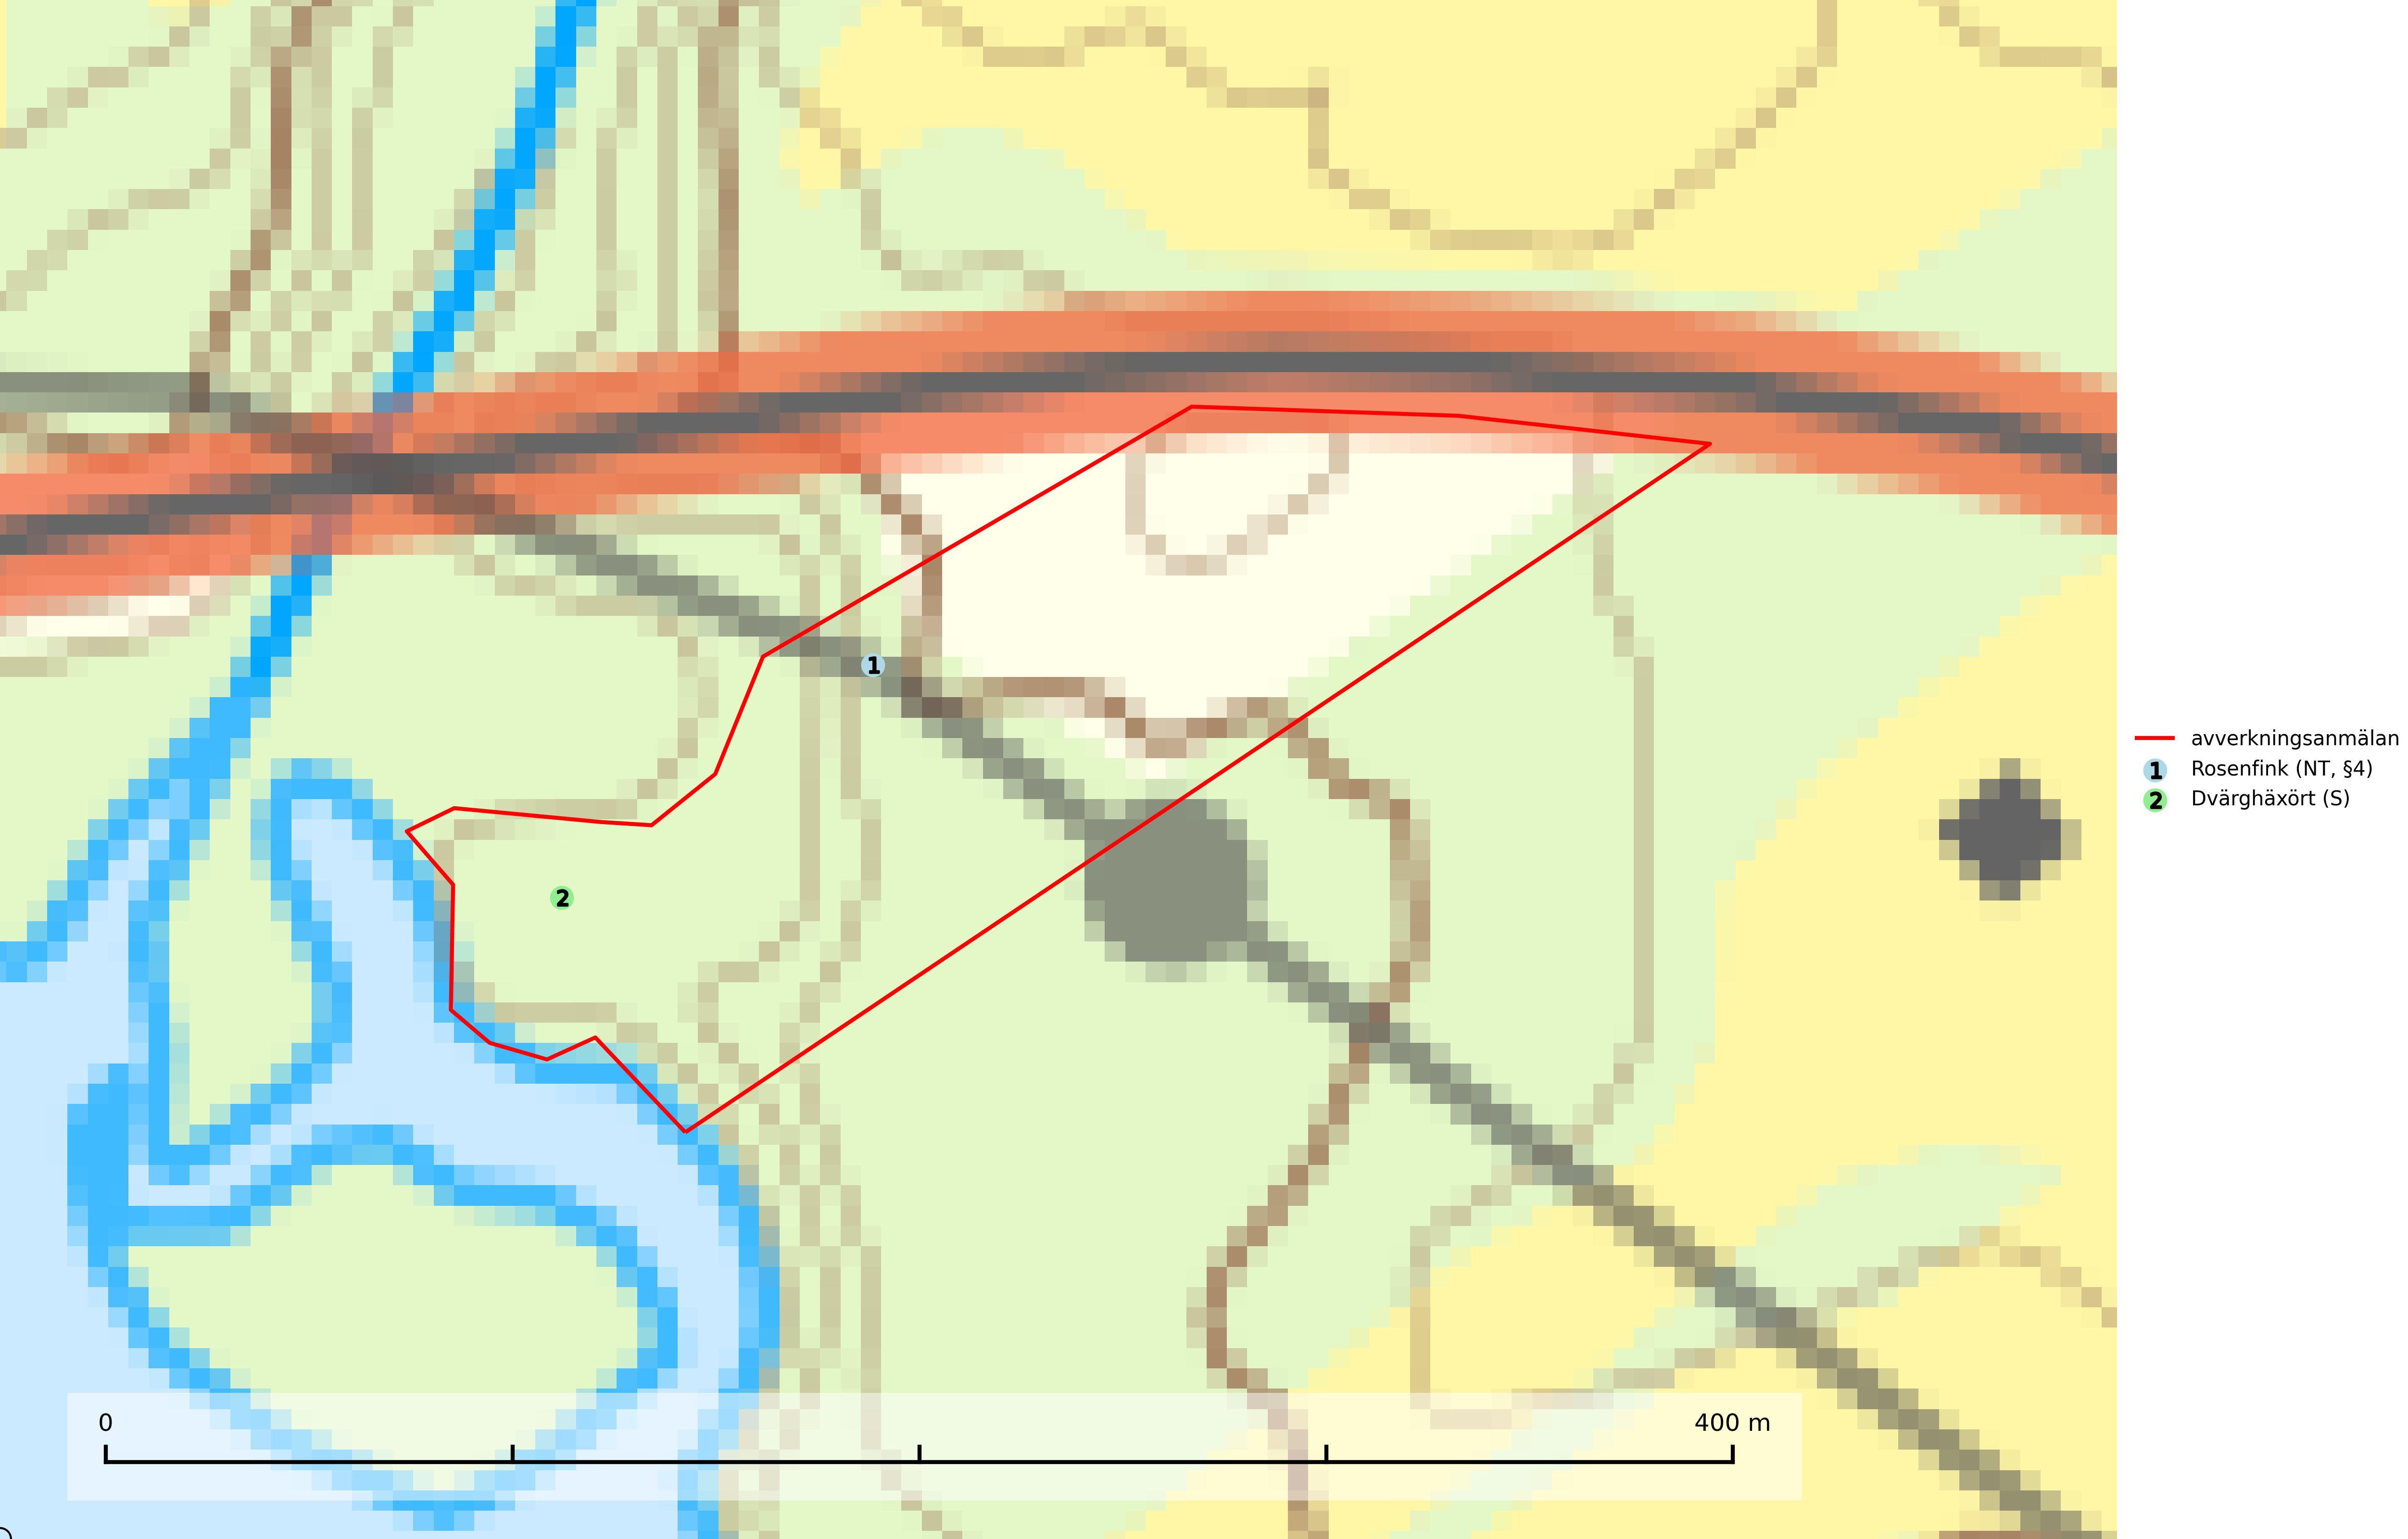 1
2
avverkningsanmälan
1 Rosenfink (NT, §4)
2 Dvärghäxört (S)
0 400 m